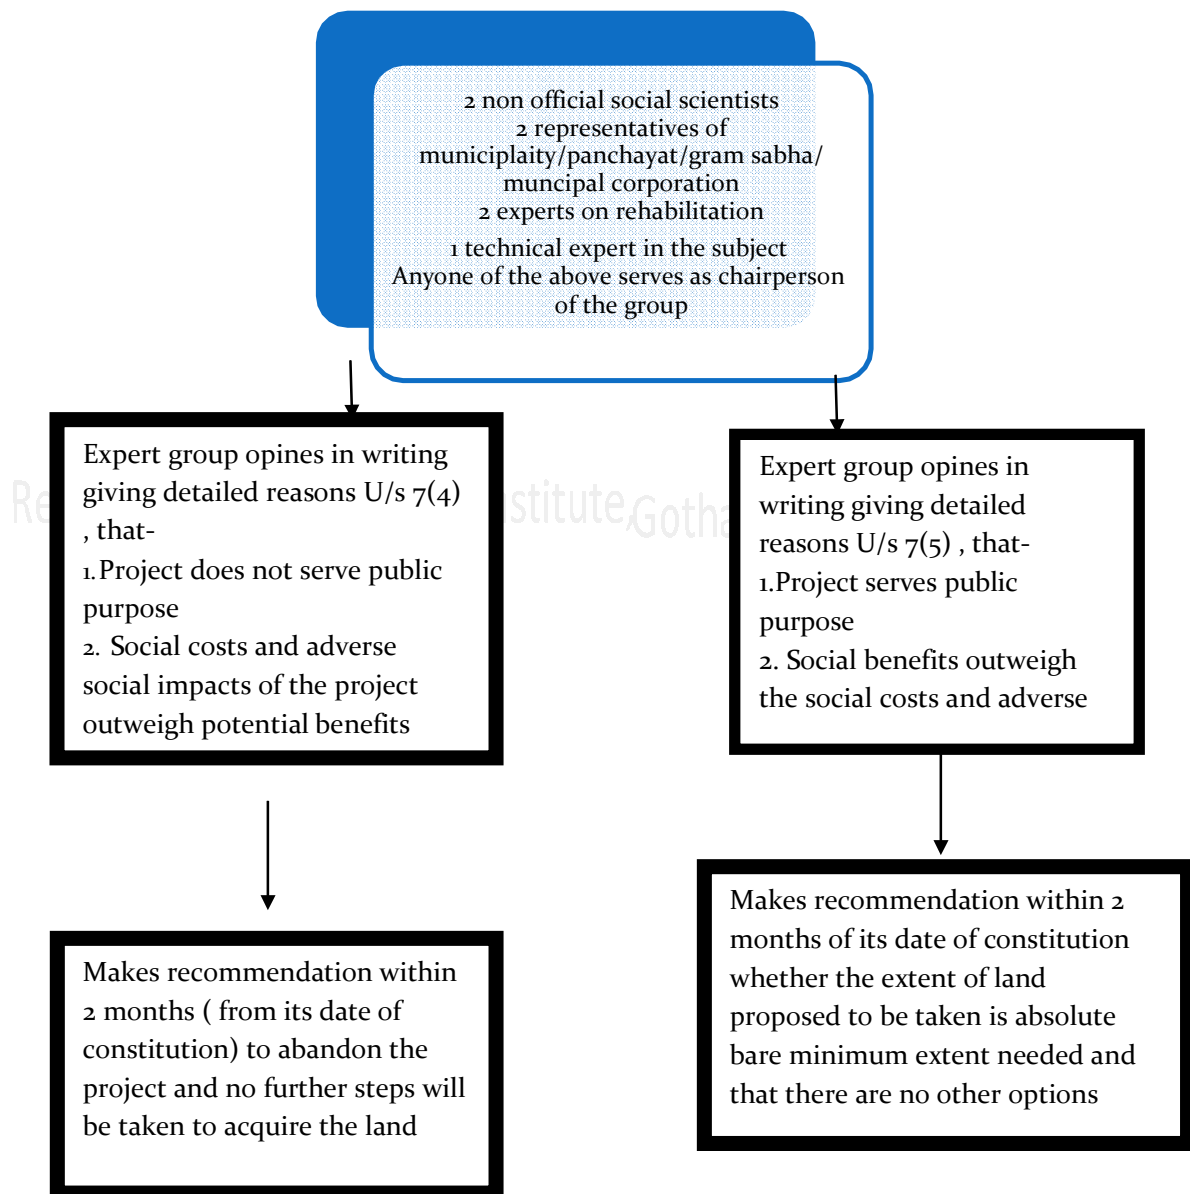 2 non official social scientists
2 representatives of
municiplaity/panchayat/gram sabha/
muncipal corporation
2 experts on rehabilitation
1 technical expert in the subject
Anyone of the above serves as chairperson
of the group
Expert group opines in writing
giving detailed reasons U/s 7(4)
, that-
1.Project does not serve public
purpose
2. Social costs and adverse
social impacts of the project
outweigh potential benefits
Expert group opines in
writing giving detailed
reasons U/s 7(5) , that-
1.Project serves public
purpose
2. Social benefits outweigh
the social costs and adverse
Makes recommendation within
2 months ( from its date of
constitution) to abandon the
project and no further steps will
be taken to acquire the land
Makes recommendation within 2
months of its date of constitution
whether the extent of land
proposed to be taken is absolute
bare minimum extent needed and
that there are no other options